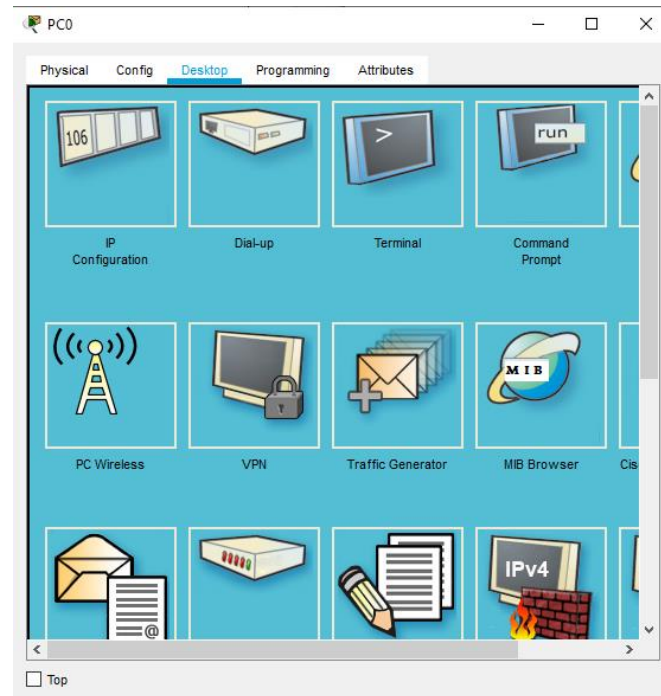 PC0
Physical Config Desktop Programming Attributes
106
run
>
IP
Configuration
Dial-up
Terminal
Command
Prompt
MIB
PC Wireless
VPN
Traffic Generator
MIB Browser
Cis
IPv4
@
Top